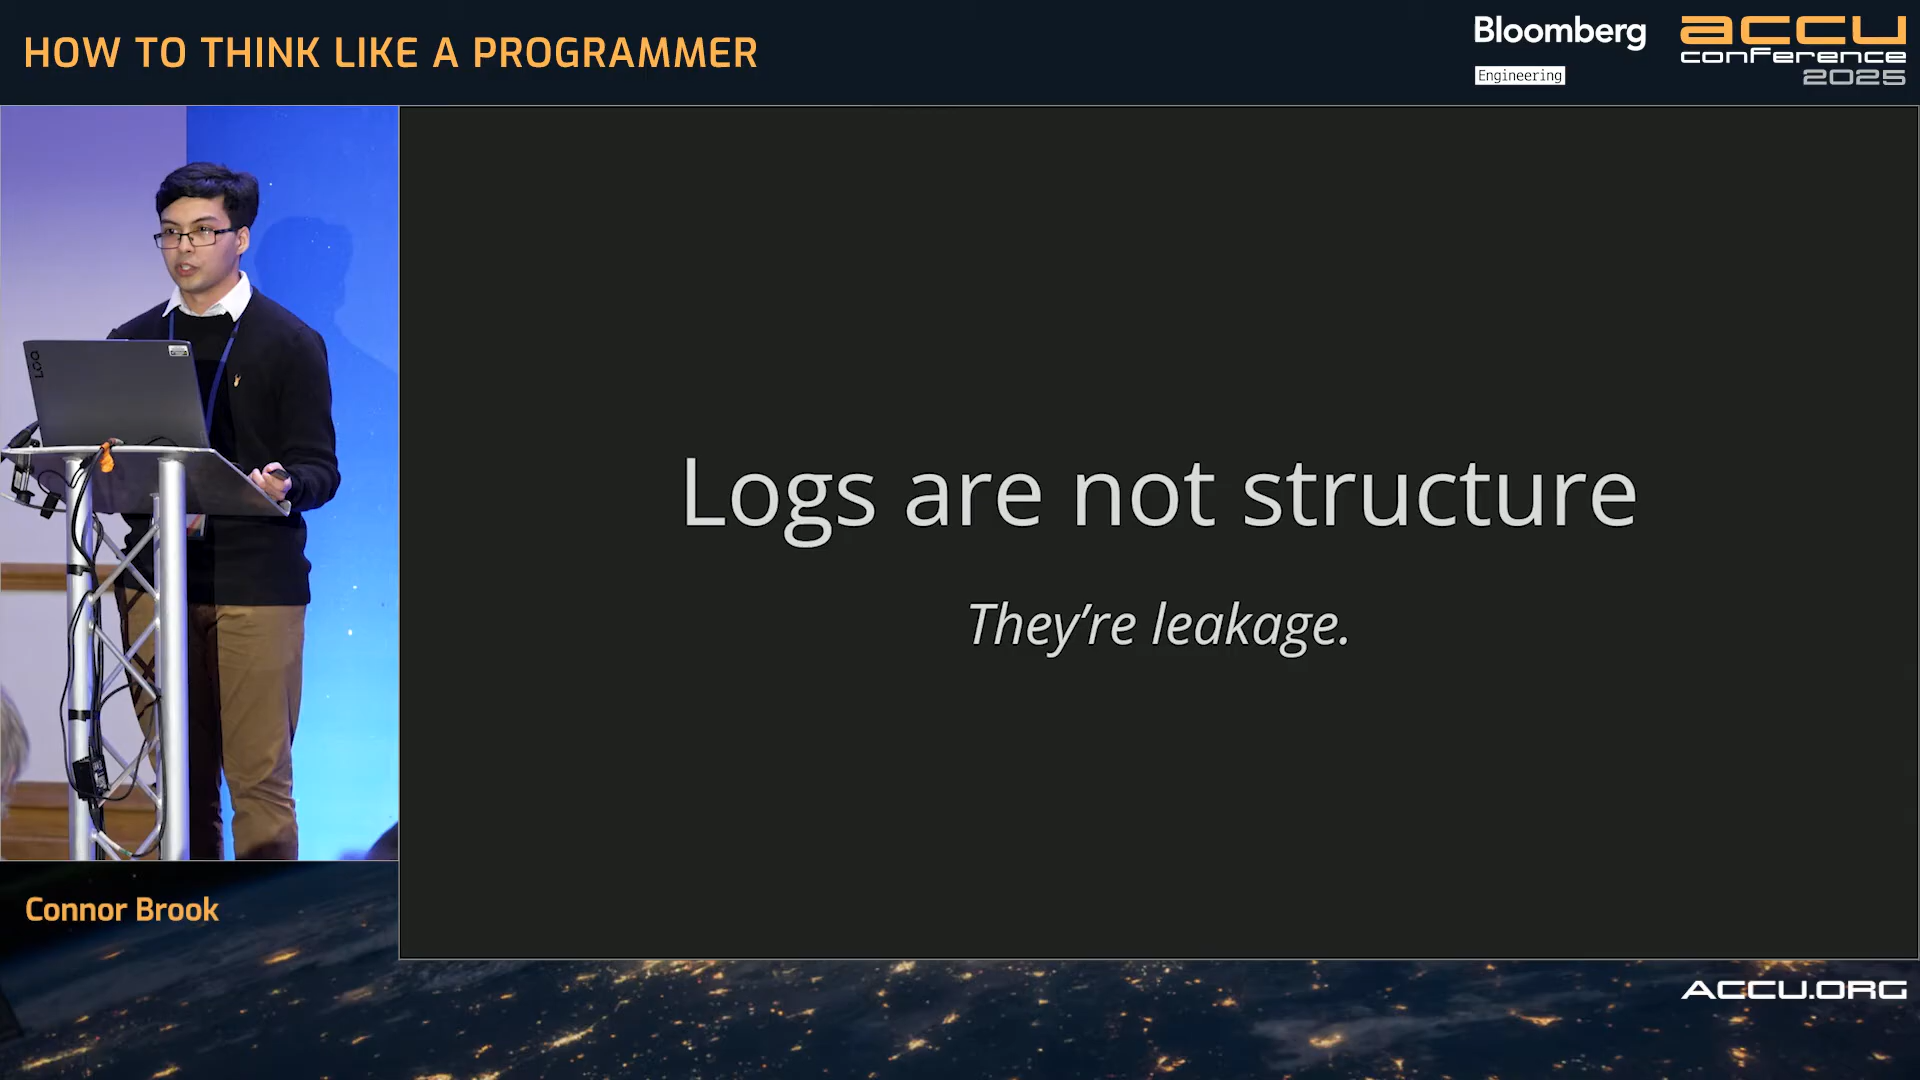 HOW TO THINK LIKE A PROGRAMMER
Bloomberg
Engineering
accu
conference
2025
LOQ
Logs are not structure
They’re leakage.
Connor Brook
ACCU.ORG